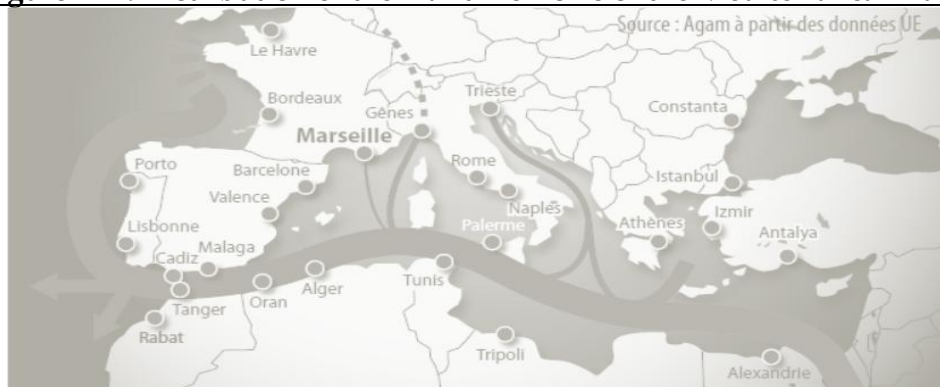 Source : Agam à partir des données UE
Le Havre
Bordeaux
Gênes
Trieste
Constanta
Marseille
Porto
Barcelone
Rome
Istanbul
Valence
Naples
Izmir
Lisbonne
Palerme
Athènes
Antalya
Cadiz
Malaga
Tunis
Oran
Alger
Tanger
Rabat
Tripoli
Alexandrie